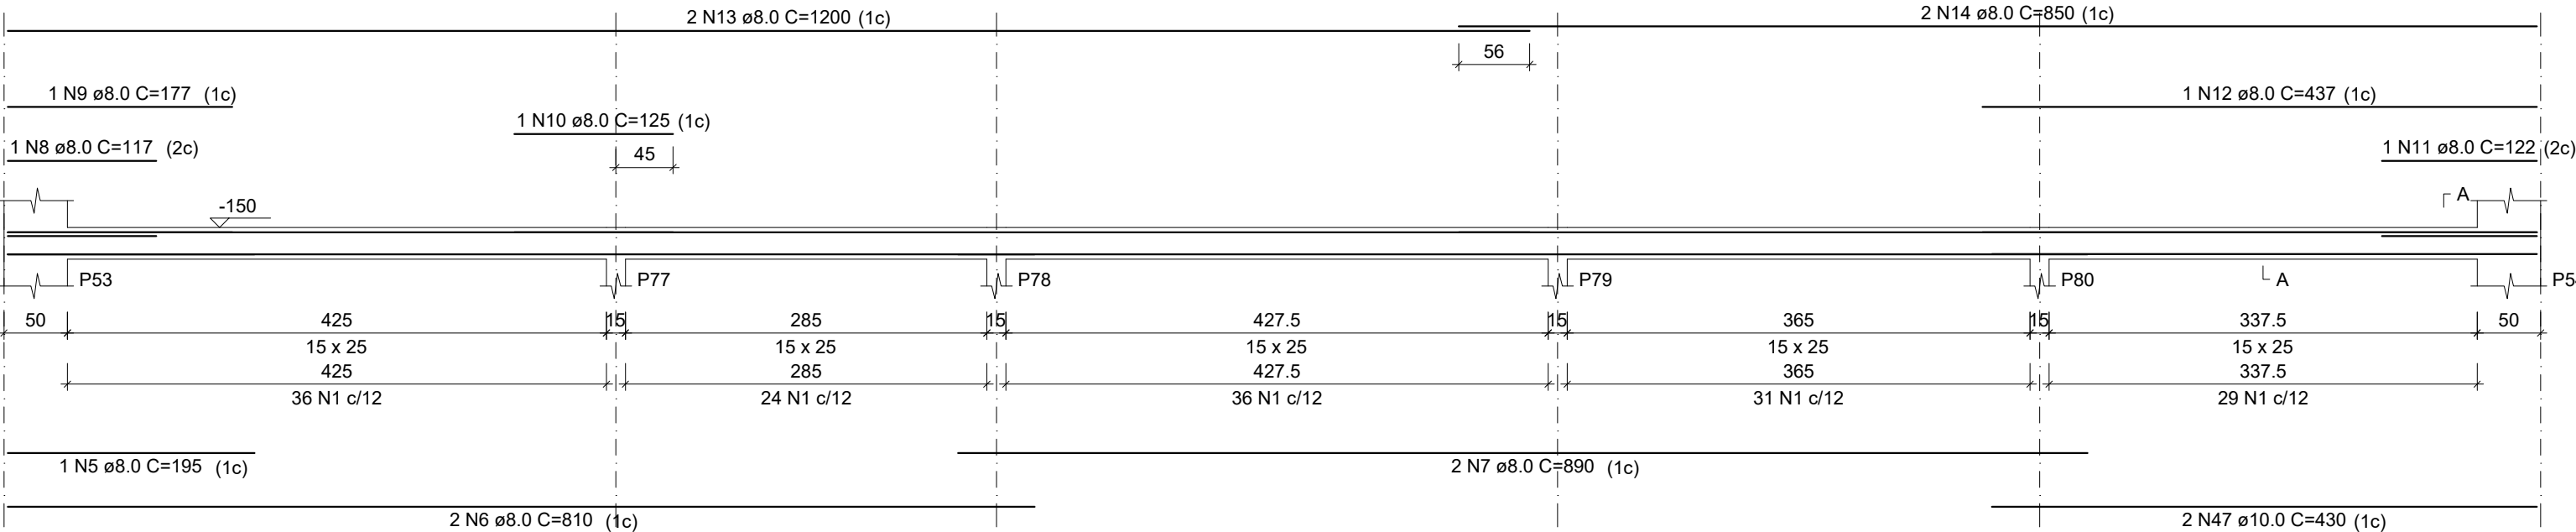 2 N13 ø8.0 C=1200 (1c)
2 N14 ø8.0 C=850 (1c)
56
1 N9 ø8.0 C=177 (1c)
1 N10 ø8.0 C=125 (1c)
1 N12 ø8.0 C=437 (1c)
1 N8 ø8.0 C=117 (2c)
45
1 N11 ø8.0 C=122 (2c)
-150
A
P53
P77
P78
P79
P80
A
P5
50
425
15
285
15
427.5
15
365
15
337.5
50
15 x 25
15 x 25
15 x 25
15 x 25
15 x 25
425
285
427.5
365
337.5
36 N1 c/12
24 N1 c/12
36 N1 c/12
31 N1 c/12
29 N1 c/12
1 N5 ø8.0 C=195 (1c)
2 N7 ø8.0 C=890 (1c)
2 N6 ø8.0 C=810 (1c)
2 N47 ø10.0 C=430 (1c)